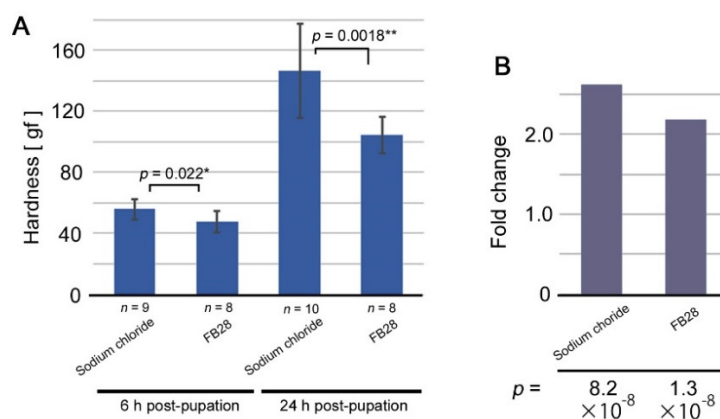 A
Hardness [ gf ]
160
120
80
40
0
p = 0.022*
p = 0.0018**
n = 9
n = 8
n = 10
n = 8
Sodium chloride
FB28
Sodium chloride
FB28
6 h post-pupation
24 h post-pupation
B
Fold change
2.0
1.0
0
Sodium choride
FB28
p =
8.2
×10-8
1.3
×10-8